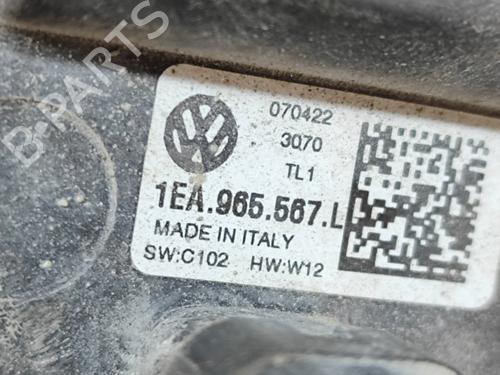 B-PARTS
070422
3070
TL1
1EA.965.567.L
MADE IN ITALY
SW:C102 HW:W12